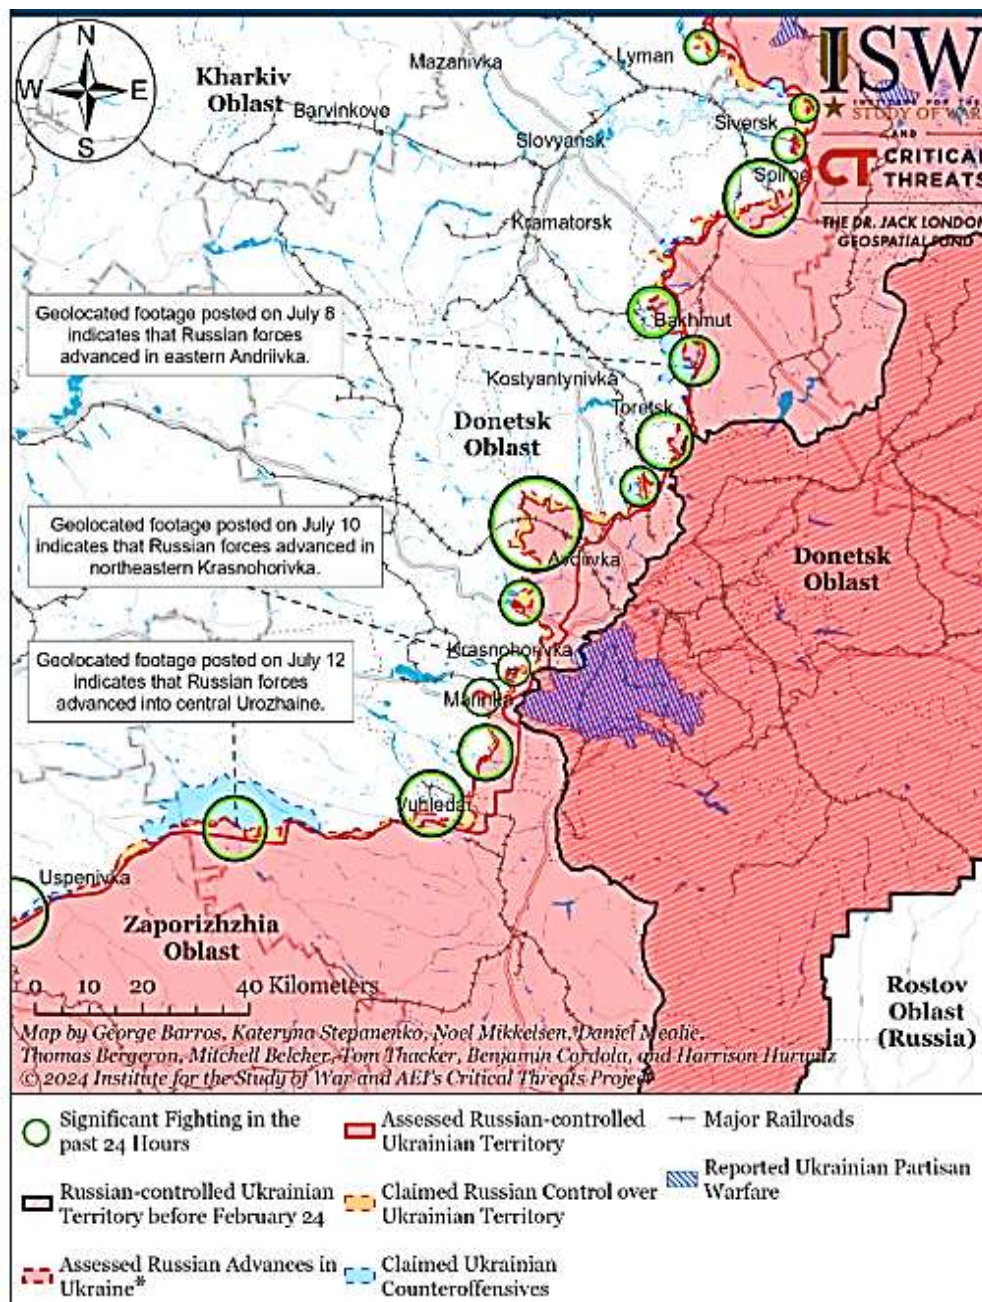 N
W E
S
Kharkiv
Oblast
Mazanivka
Lyman
ISW
INSTITUTE FOR THE
STUDY OF WAR
AND
CT CRITICAL
THREATS
THE DR. JACK LONDON
GEOSPATIAL FUND
Barvinkove
Slovyansk
Siversk
Spirne
Kramatorsk
Geolocated footage posted on July 8
indicates that Russian forces
advanced in eastern Andriivka.
Bakhmut
Kostyantynivka
Toretsk
Donetsk
Oblast
Geolocated footage posted on July 10
indicates that Russian forces advanced in
northeastern Krasnohorivka.
Avdiivka
Donetsk
Oblast
Krasnohorivka
Geolocated footage posted on July 12
indicates that Russian forces
advanced into central Urozhaine.
Marinka
Vuhledar
Uspenivka
Zaporizhzhia
Oblast
0 10 20 40 Kilometers
Rostov
Oblast
(Russia)
Map by George Barros, Kateryna Stepanenko, Noel Mikkelsen, Daniel Mealie,
Thomas Bergeron, Mitchell Belcher, Tom Thacker, Benjamin Cordola, and Harrison Hurwitz
© 2024 Institute for the Study of War and AEI's Critical Threats Project
Significant Fighting in the
past 24 Hours
Russian-controlled Ukrainian
Territory before February 24
Assessed Russian Advances in
Ukraine*
Assessed Russian-controlled
Ukrainian Territory
Claimed Russian Control over
Ukrainian Territory
Claimed Ukrainian
Counteroffensives
Major Railroads
Reported Ukrainian Partisan
Warfare